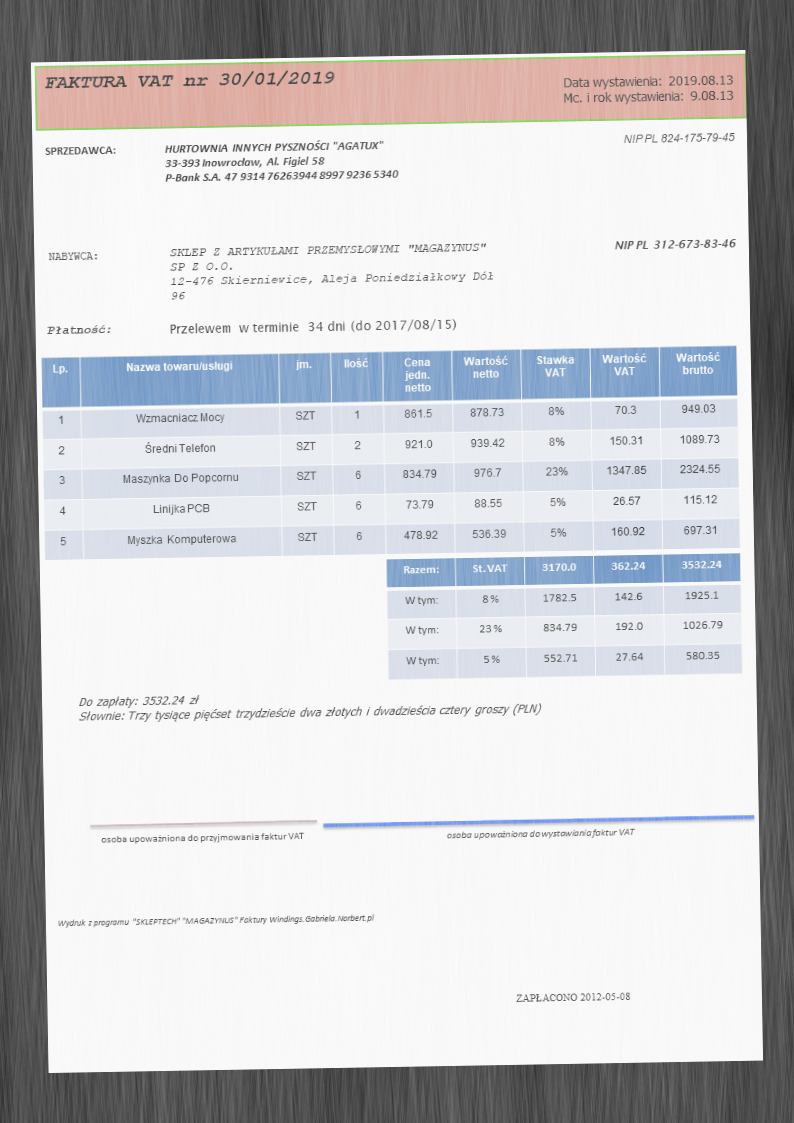 FAKTURA VAT nr 30/01/2019
Data wystawienia: 2019.08.13
Mc. i rok wystawienia: 9.08.13
SPRZEDAWCA:
HURTOWNIA INNYCH PYSZNOŚCI "AGATUX"
33-393 Inowrocław, Al. Figiel 58
P-Bank S.A. 47 9314 7626 3944 8997 9236 5340
NIP PL 824-175-79-45
NABYWCA:
SKLEP Z ARTYKUŁAMI PRZEMYSŁOWYMI "MAGAZYNUS"
SP Z O.O.
12-476 Skierniewice, Aleja Poniedziałkowy Dół
96
NIP PL 312-673-83-46
Płatność: Przelewem w terminie 34 dni (do 2017/08/15)
Lp. Nazwa towaru/usługi jm. Ilość Cena jedn. netto Wartość netto Stawka VAT Wartość VAT Wartość brutto
1 Wzmacniacz Mocy SZT 1 861.5 878.73 8% 70.3 949.03
2 Średni Telefon SZT 2 921.0 939.42 8% 150.31 1089.73
3 Maszynka Do Popcornu SZT 6 834.79 976.7 23% 1347.85 2324.55
4 Linijka PCB SZT 6 73.79 88.55 5% 26.57 115.12
5 Myszka Komputerowa SZT 6 478.92 536.39 5% 160.92 697.31
Razem: St.VAT 3170.0 362.24 3532.24
W tym: 8% 1782.5 142.6 1925.1
W tym: 23% 834.79 192.0 1026.79
W tym: 5% 552.71 27.64 580.35
Do zapłaty: 3532.24 zł
Słownie: Trzy tysiące pięćset trzydzieście dwa złotych i dwadzieścia cztery groszy (PLN)
osoba upoważniona do przyjmowania faktur VAT
osoba upoważniona do wystawiania faktur VAT
Wydruk z programu "SKLEPTECH" "MAGAZYNUS" Faktury Windings.Gabriela.Norbert.pl
ZAPŁACONO 2012-05-08